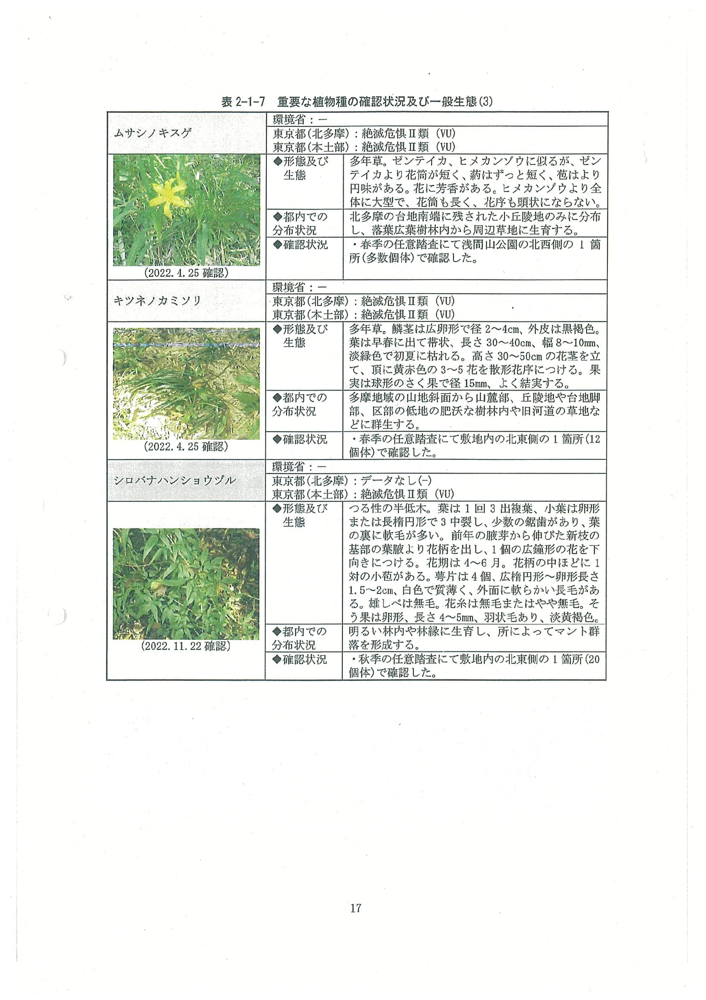 表 2-1-7　重要な植物種の確認状況及び一般生態(3)
ムサシノキスゲ
環境省：－
東京都(北多摩)：絶滅危惧Ⅱ類（VU）
東京都(本土部)：絶滅危惧Ⅱ類（VU）
(2022.4.25 確認)
◆形態及び
生態
多年草。ゼンテイカ、ヒメカンゾウに似るが、ゼン
テイカより花筒が短く、葯はずっと短く、苞はより
円味がある。花に芳香がある。ヒメカンゾウより全
体に大型で、花筒も長く、花序も頭状にならない。
◆都内での
分布状況
北多摩の台地南端に残された小丘陵地のみに分布
し、落葉広葉樹林内から周辺草地に生育する。
◆確認状況
・春季の任意踏査にて浅間山公園の北西側の 1 箇
所(多数個体)で確認した。
キツネノカミソリ
環境省：－
東京都(北多摩)：絶滅危惧Ⅱ類（VU）
東京都(本土部)：絶滅危惧Ⅱ類（VU）
(2022.4.25 確認)
◆形態及び
生態
多年草。鱗茎は広卵形で径 2～4cm、外皮は黒褐色。
葉は早春に出て帯状、長さ 30～40cm、幅 8～10mm、
淡緑色で初夏に枯れる。高さ 30～50cm の花茎を立
て、頂に黄赤色の 3～5 花を散形花序につける。果
実は球形のさく果で径 15mm、よく結実する。
◆都内での
分布状況
多摩地域の山地斜面から山麓部、丘陵地や台地脚
部、区部の低地の肥沃な樹林内や旧河道の草地な
どに群生する。
◆確認状況
・春季の任意踏査にて敷地内の北東側の 1 箇所(12
個体)で確認した。
シロバナハンショウヅル
環境省：－
東京都(北多摩)：データなし(-)
東京都(本土部)：絶滅危惧Ⅱ類（VU）
(2022.11.22 確認)
◆形態及び
生態
つる性の半低木。葉は 1 回 3 出複葉、小葉は卵形
または長楕円形で 3 中裂し、少数の鋸歯があり、葉
の裏に軟毛が多い。前年の腋芽から伸びた新枝の
基部の葉腋より花柄を出し、1 個の広鐘形の花を下
向きにつける。花期は 4～6 月。花柄の中ほどに 1
対の小苞がある。萼片は 4 個、広楕円形～卵形長さ
1.5～2cm、白色で質薄く、外面に軟らかい長毛があ
る。雄しべは無毛。花糸は無毛またはやや無毛。そ
う果は卵形、長さ 4～5mm、羽状毛あり、淡黄褐色。
◆都内での
分布状況
明るい林内や林縁に生育し、所によってマント群
落を形成する。
◆確認状況
・秋季の任意踏査にて敷地内の北東側の 1 箇所(20
個体)で確認した。
17